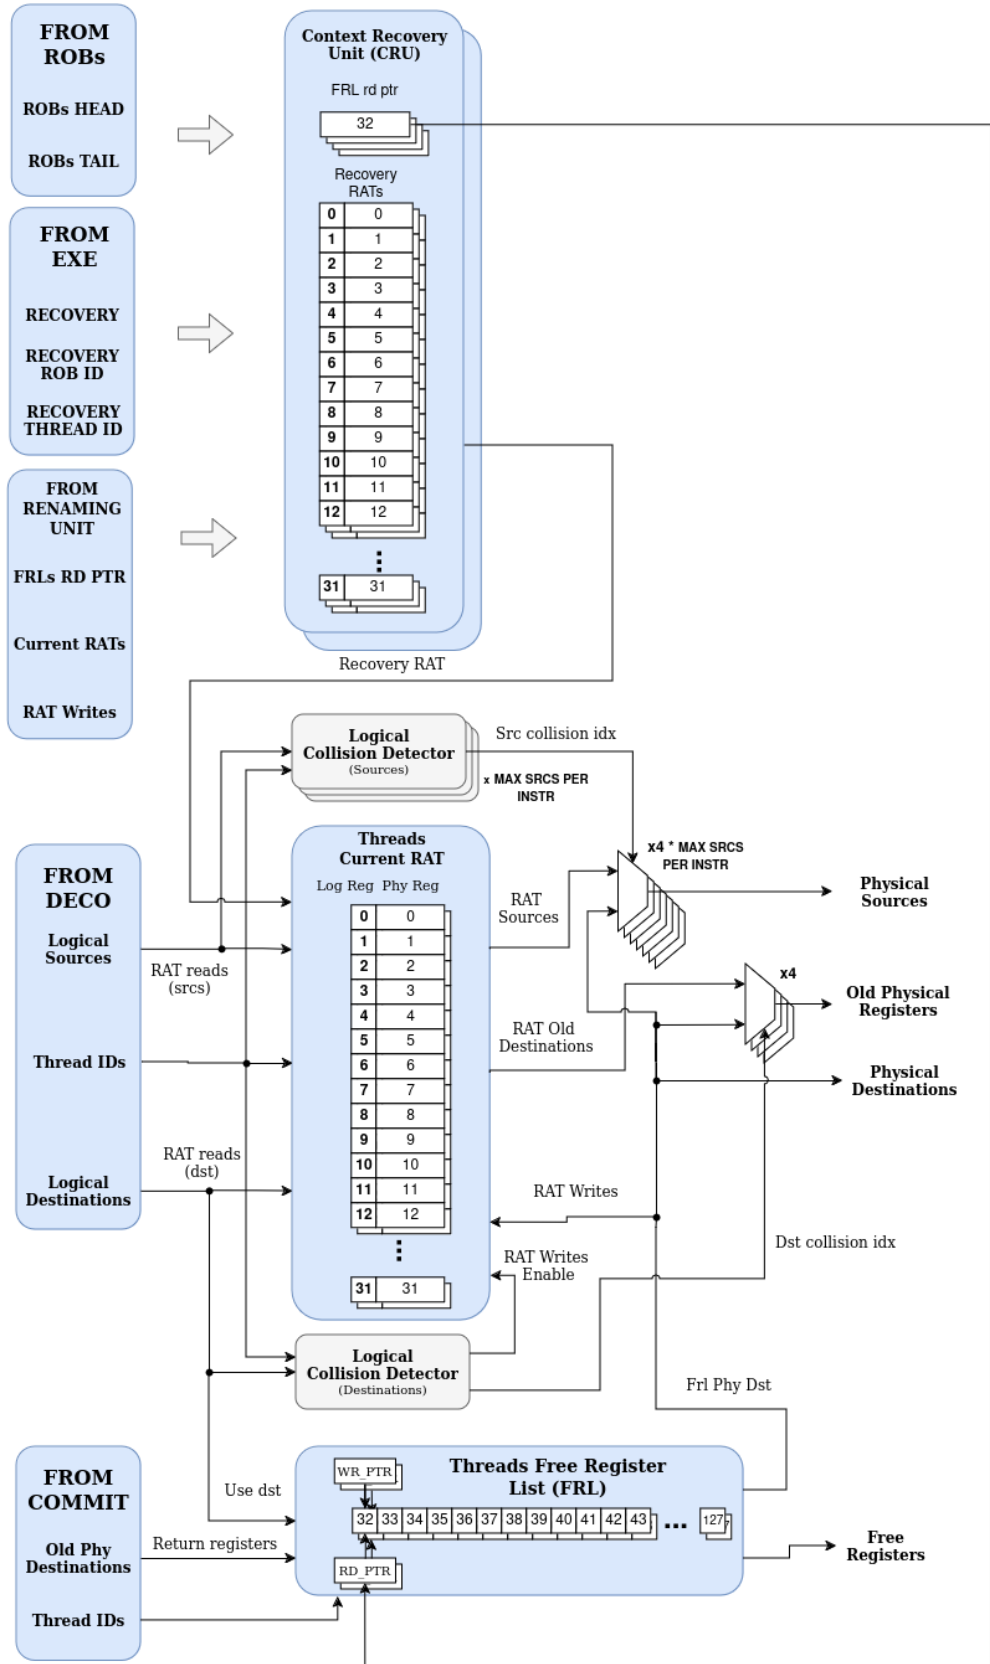 FROM
ROBs
ROBs HEAD
ROBs TAIL
FROM
EXE
RECOVERY
RECOVERY
ROB ID
RECOVERY
THREAD ID
FROM
RENAMING
UNIT
FRLs RD PTR
Current RATs
RAT Writes
Context Recovery
Unit (CRU)
FRL rd ptr
32
Recovery
RATs
0 0
1 1
2 2
3 3
4 4
5 5
6 6
7 7
8 8
9 9
10 10
11 11
12 12
31 31
Recovery RAT
Logical
Collision Detector
(Sources)
Src collision idx
x MAX SRCS PER
INSTR
x4 * MAX SRCS
PER INSTR
FROM
DECO
Logical
Sources
Thread IDs
Logical
Destinations
RAT reads
(srcs)
RAT reads
(dst)
Threads
Current RAT
Log Reg Phy Reg
0 0
1 1
2 2
3 3
4 4
5 5
6 6
7 7
8 8
9 9
10 10
11 11
12 12
31 31
RAT
Sources
RAT Old
Destinations
x4
Physical
Sources
Old Physical
Registers
Physical
Destinations
RAT Writes
RAT Writes
Enable
Dst collision idx
Logical
Collision Detector
(Destinations)
Frl Phy Dst
FROM
COMMIT
Old Phy
Destinations
Thread IDs
Use dst
Return registers
Threads Free Register
List (FRL)
WR_PTR
32 33 34 35 36 37 38 39 40 41 42 43 ... 127
RD_PTR
Free
Registers